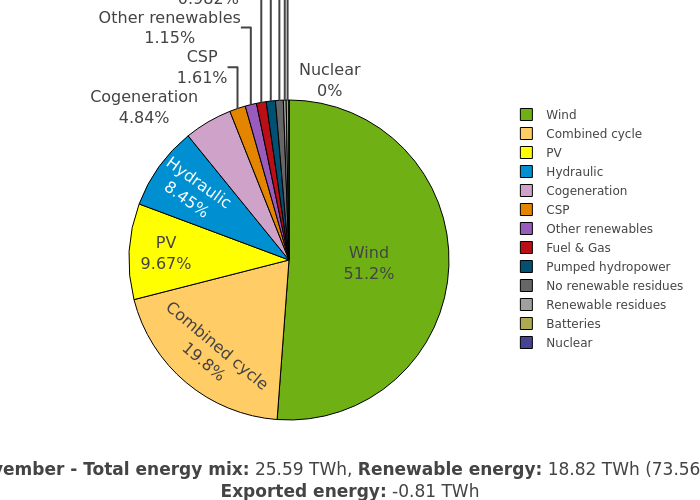 Other renewables
1.15%
CSP
1.61%
Cogeneration
4.84%
Nuclear
0%
Hydraulic
8.45%
PV
9.67%
Combined cycle
19.8%
Wind
51.2%
Wind
Combined cycle
PV
Hydraulic
Cogeneration
CSP
Other renewables
Fuel & Gas
Pumped hydropower
No renewable residues
Renewable residues
Batteries
Nuclear
vember - Total energy mix: 25.59 TWh, Renewable energy: 18.82 TWh (73.56
Exported energy: -0.81 TWh